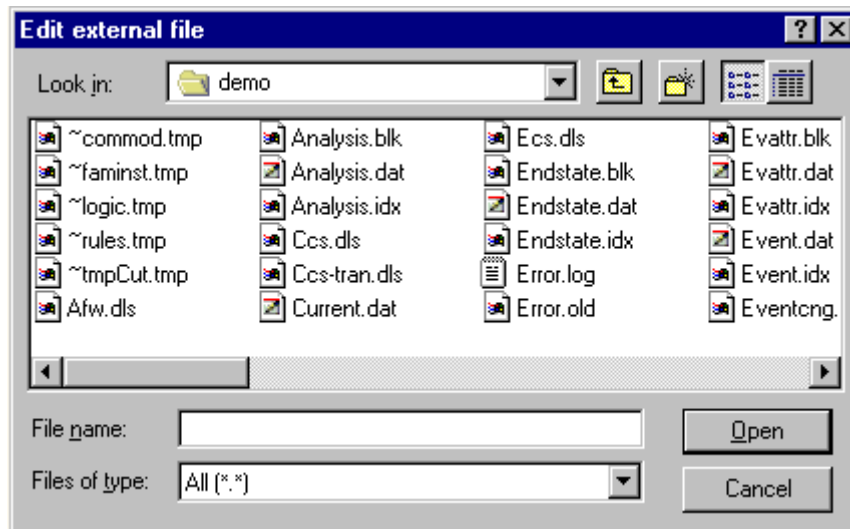 Edit external file
Look in: demo
~commod.tmp Analysis.blk Ecs.dls Evattr.blk
~faminst.tmp Analysis.dat Endstate.blk Evattr.dat
~logic.tmp Analysis.idx Endstate.dat Evattr.idx
~rules.tmp Ccs.dls Endstate.idx Event.dat
~tmpCut.tmp Ccs-tran.dls Error.log Event.idx
Afw.dls Current.dat Error.old Eventcng.
File name: Open
Files of type: All (*.*) Cancel